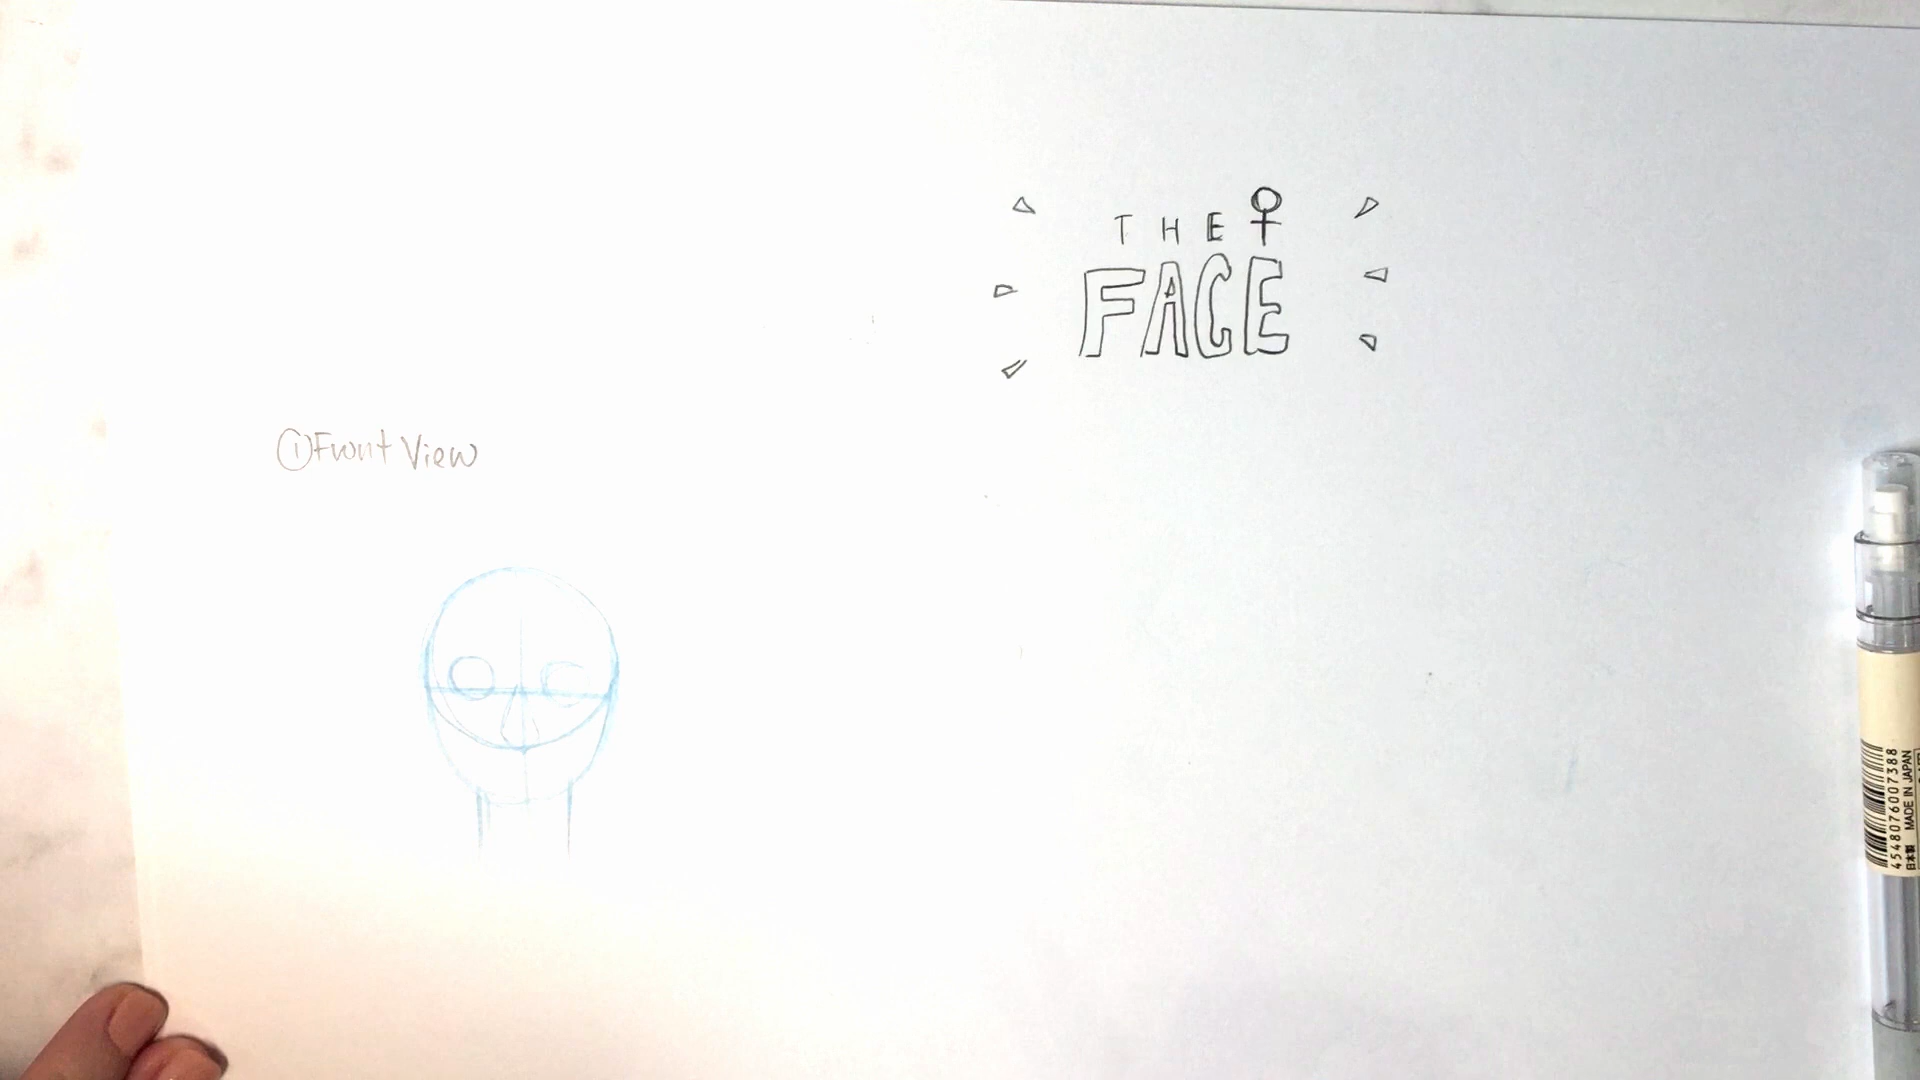 THE♀
FACE
①Front View
4548076007388
MADE IN JAPAN
日本製